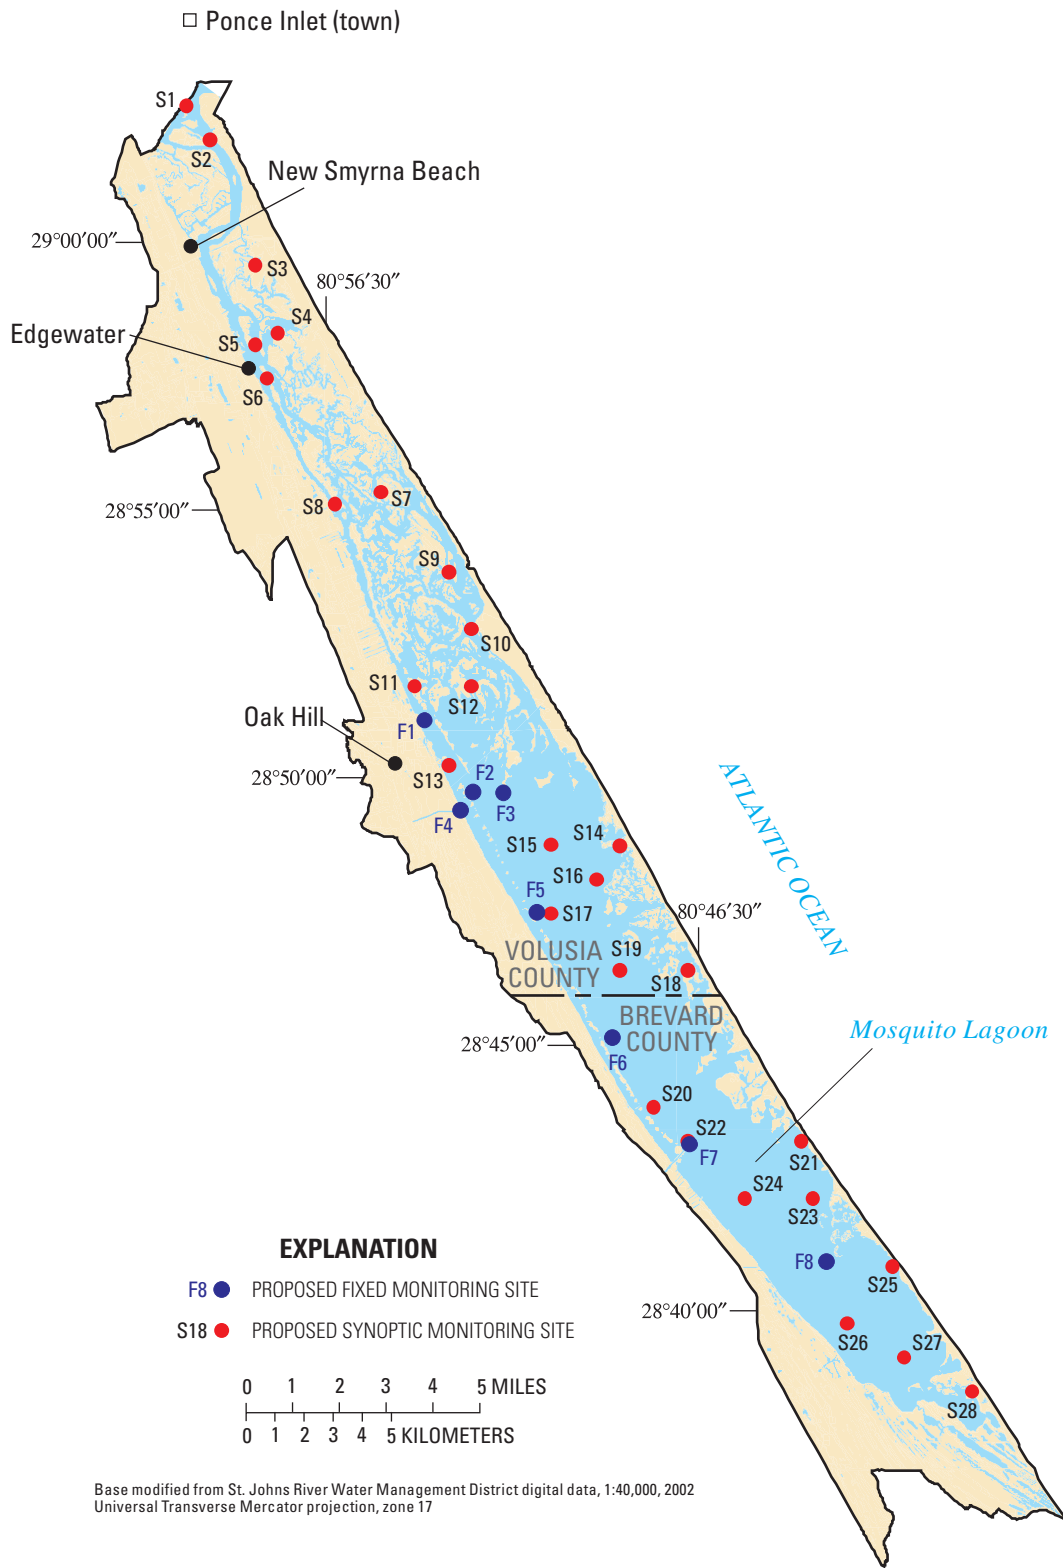 Ponce Inlet (town)
S1
S2
New Smyrna Beach
29°00′00″
S3
80°56′30″
S4
Edgewater
S5
S6
S7
28°55′00″
S8
S9
S10
S11
S12
Oak Hill
F1
S13
28°50′00″
F2
F3
F4
ATLANTIC OCEAN
S15
S14
S16
F5
S17
80°46′30″
VOLUSIA
COUNTY
S19
S18
BREVARD
COUNTY
Mosquito Lagoon
28°45′00″
F6
S20
S22
F7
S21
S24
S23
F8
S25
28°40′00″
S26
S27
S28
EXPLANATION
F8 PROPOSED FIXED MONITORING SITE
S18 PROPOSED SYNOPTIC MONITORING SITE
0 1 2 3 4 5 MILES
0 1 2 3 4 5 KILOMETERS
Base modified from St. Johns River Water Management District digital data, 1:40,000, 2002
Universal Transverse Mercator projection, zone 17